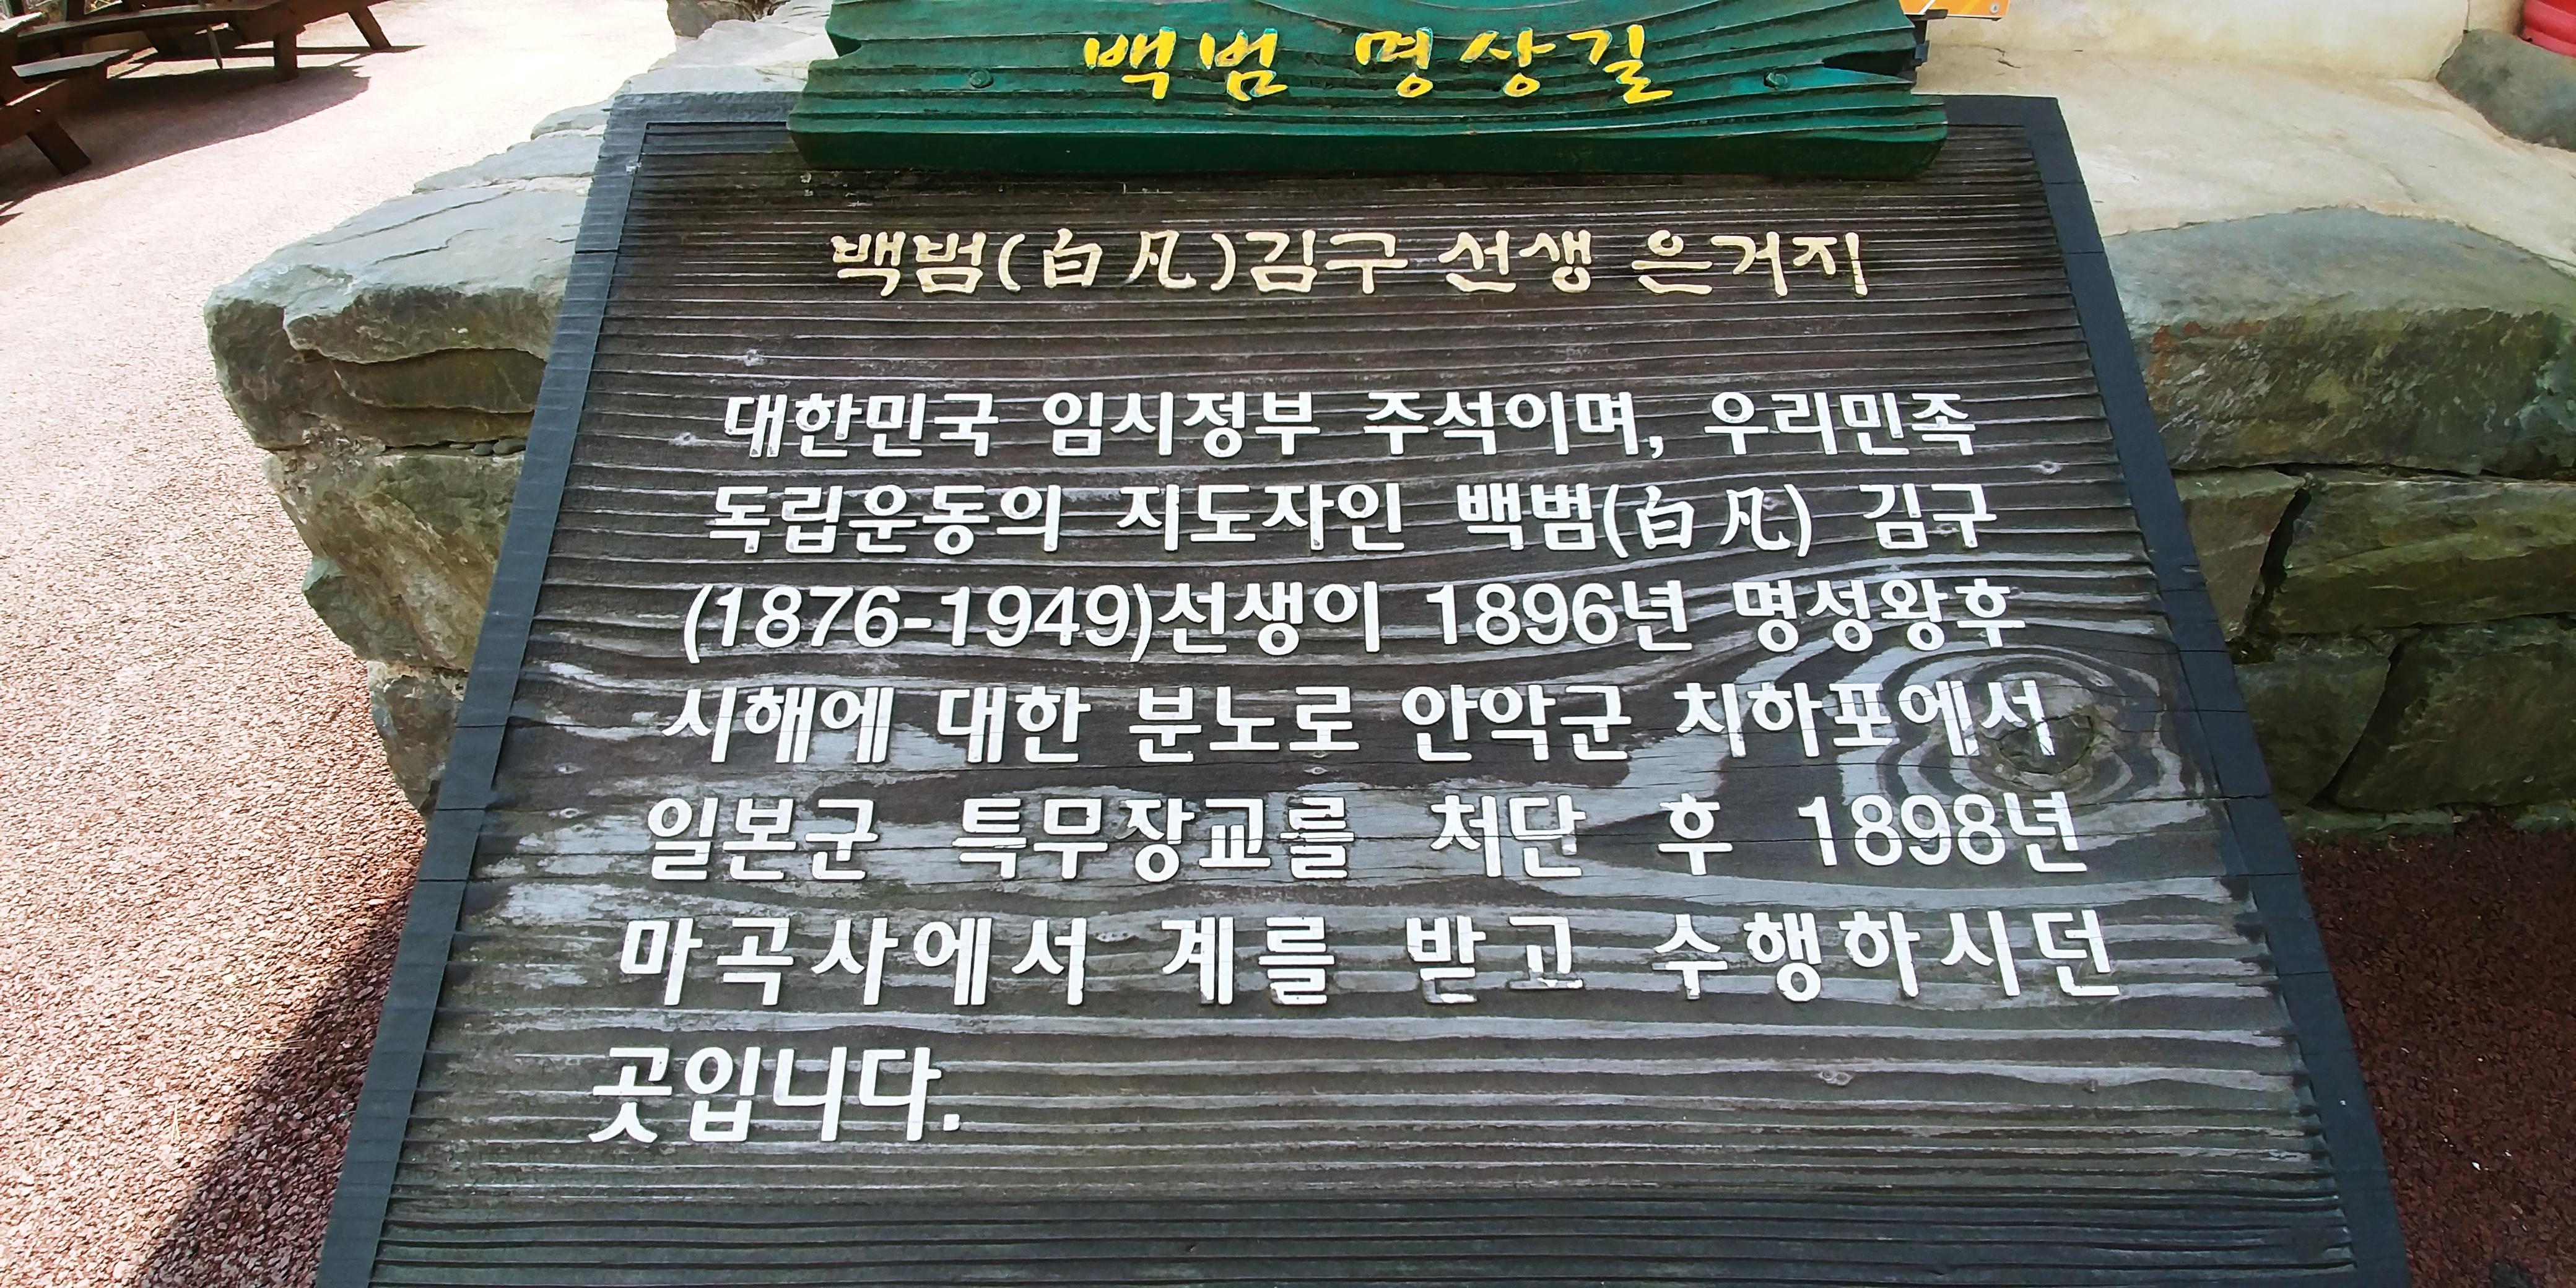 백범 명상길
백범(白凡)김구 선생 은거지
대한민국 임시정부 주석이며, 우리민족
독립운동의 지도자인 백범(白凡) 김구
(1876-1949)선생이 1896년 명성왕후
시해에 대한 분노로 안악군 치하포에서
일본군 특무장교를 처단 후 1898년
마곡사에서 계를 받고 수행하시던
곳입니다.